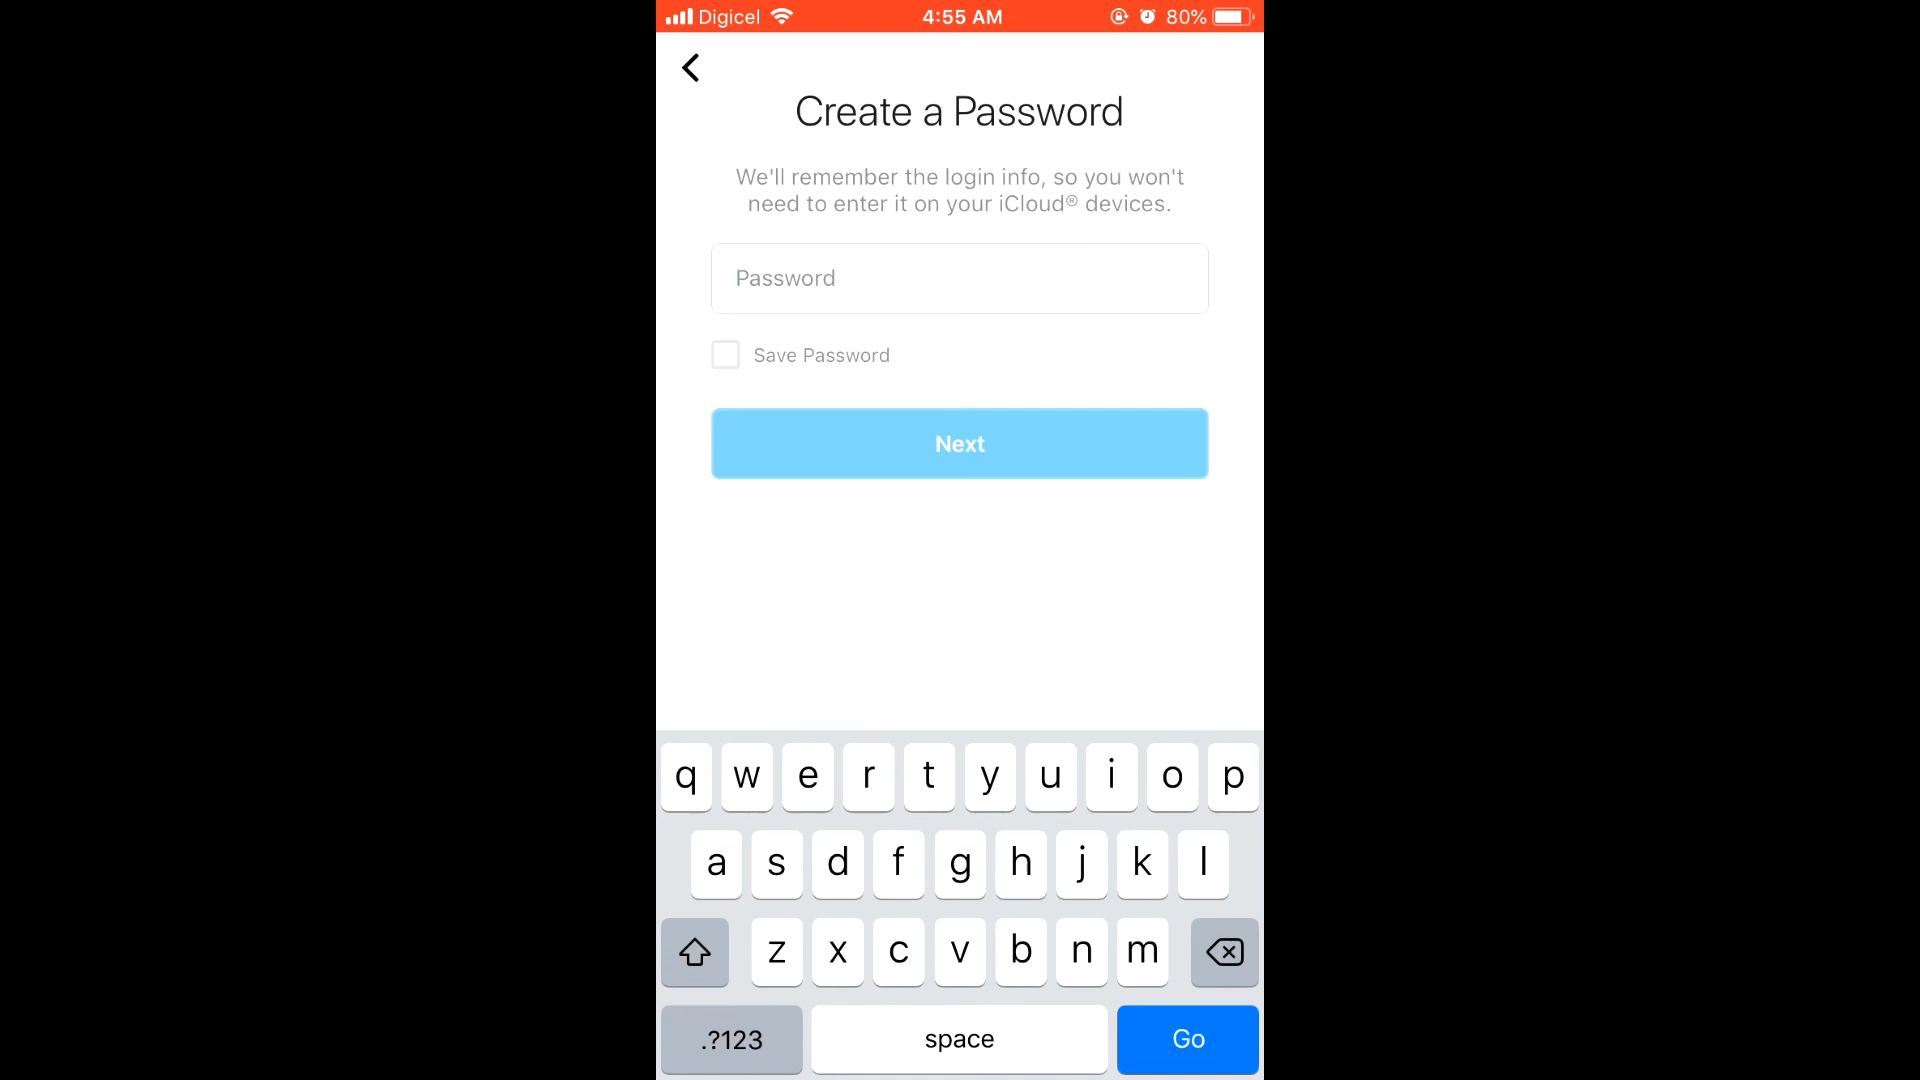 Digicel 4:55 AM 80%
Create a Password
We'll remember the login info, so you won't
need to enter it on your iCloud® devices.
Password
Save Password
Next
q w e r t y u i o p
a s d f g h j k l
z x c v b n m
.?123 space Go